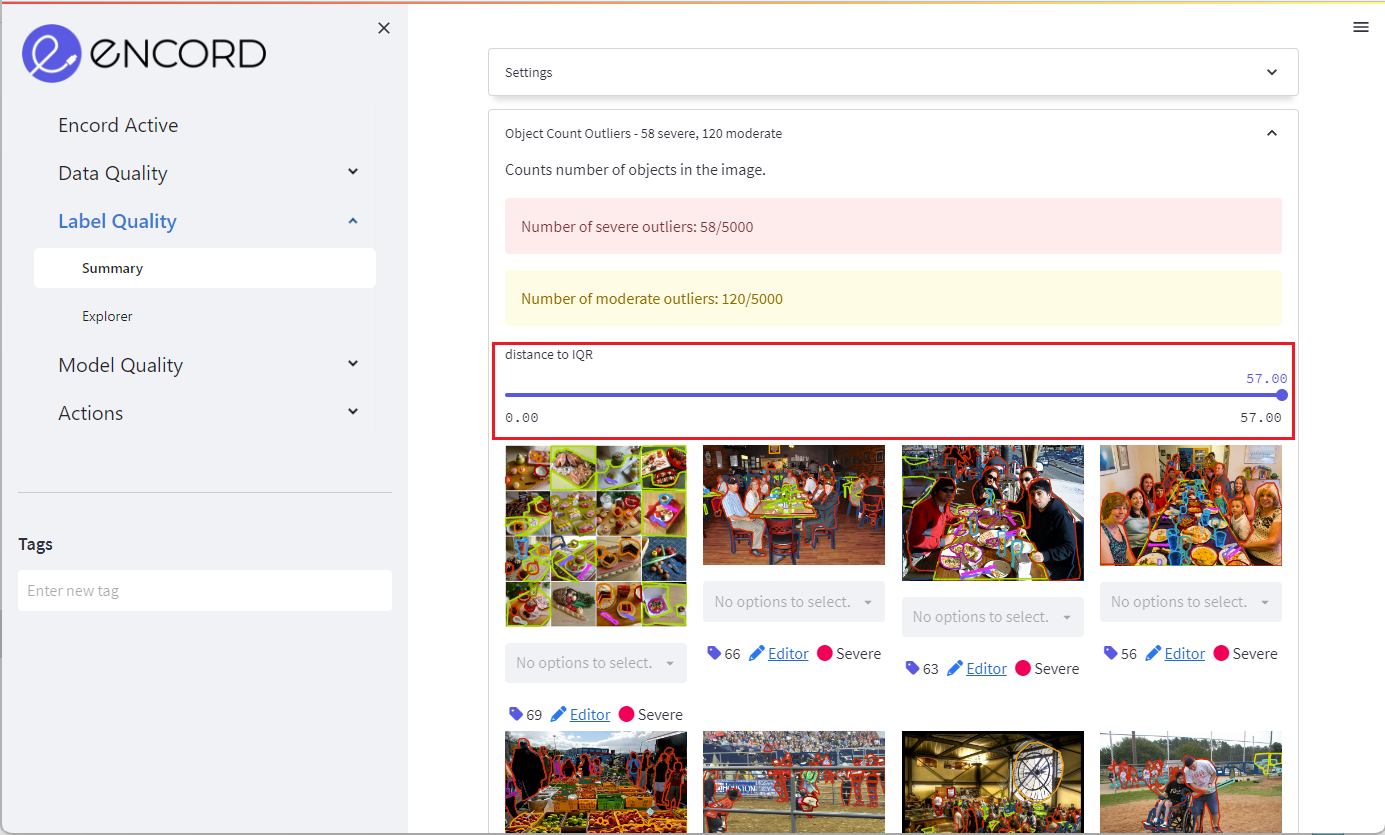 ENCORD
Encord Active
Data Quality
Label Quality
Summary
Explorer
Model Quality
Actions
Tags
Enter new tag
Settings
Object Count Outliers - 58 severe, 120 moderate
Counts number of objects in the image.
Number of severe outliers: 58/5000
Number of moderate outliers: 120/5000
distance to IQR
57.00
0.00 57.00
No options to select.
69 Editor Severe
No options to select.
66 Editor Severe
No options to select.
63 Editor Severe
No options to select.
56 Editor Severe